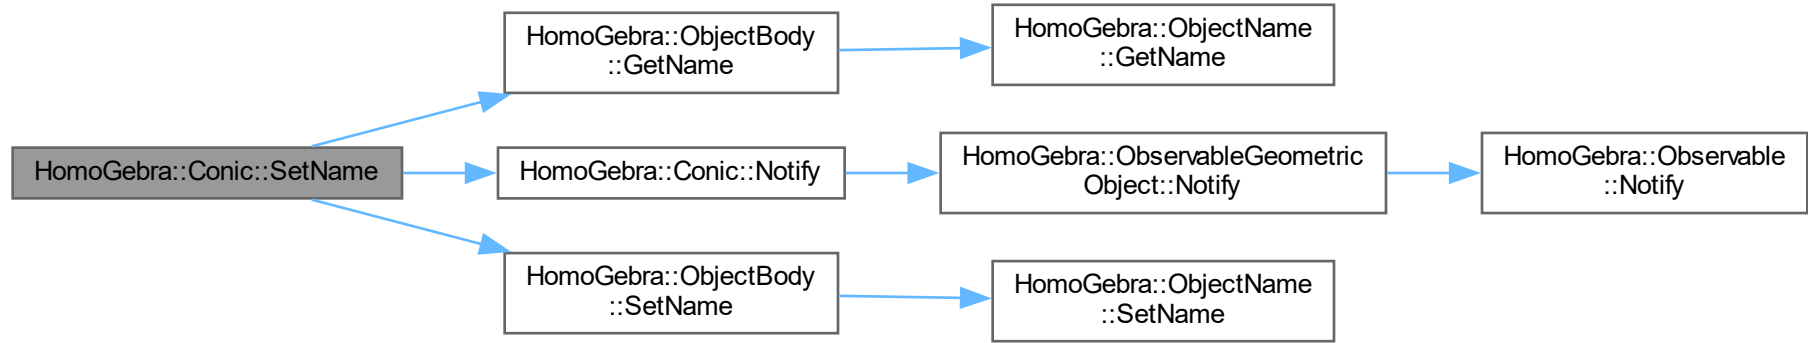 HomoGebra::Conic::SetName
HomoGebra::ObjectBody
::GetName
HomoGebra::ObjectName
::GetName
HomoGebra::Conic::Notify
HomoGebra::ObservableGeometric
Object::Notify
HomoGebra::Observable
::Notify
HomoGebra::ObjectBody
::SetName
HomoGebra::ObjectName
::SetName